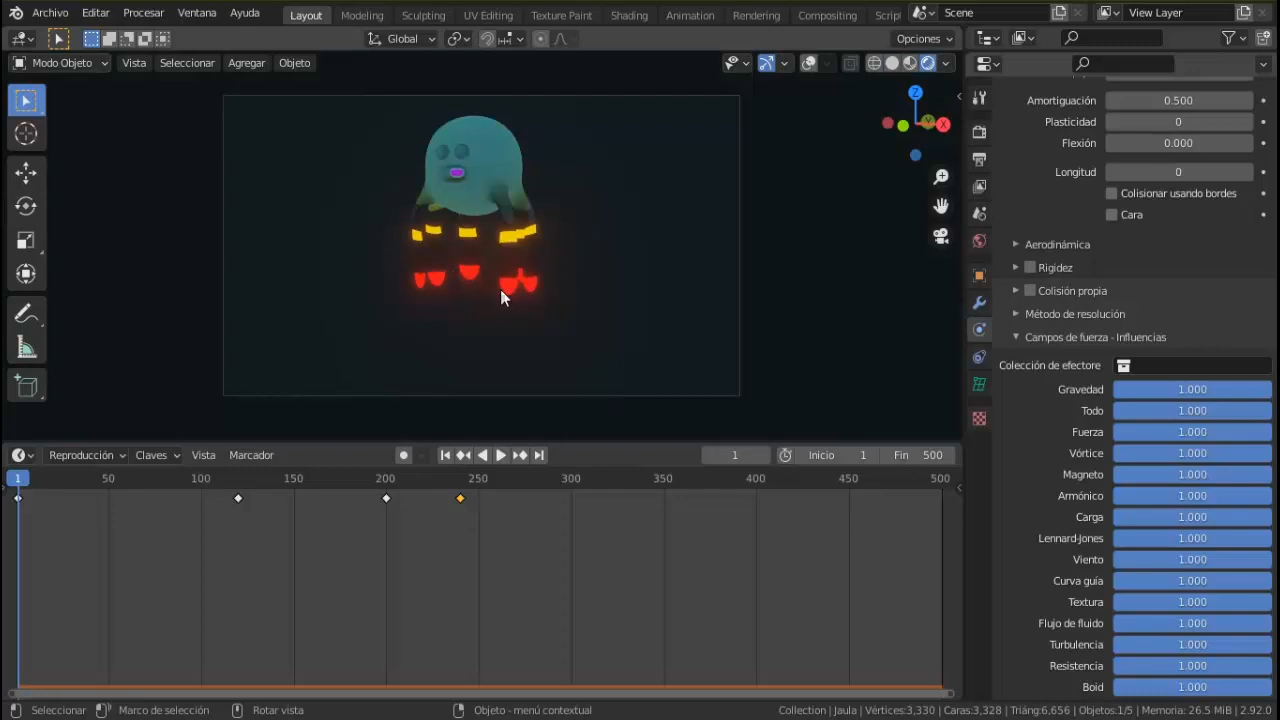 Archivo Editar Procesar Ventana Ayuda Layout Modeling Sculpting UV Editing Texture Paint Shading Animation Rendering Compositing Scrip Scene View Layer
Global Opciones
Modo Objeto Vista Seleccionar Agregar Objeto
Z
Y
X
Amortiguación 0.500
Plasticidad 0
Flexión 0.000
Longitud 0
Colisionar usando bordes
Cara
Aerodinámica
Rigidez
Colisión propia
Método de resolución
Campos de fuerza - Influencias
Colección de efectore
Gravedad 1.000
Todo 1.000
Fuerza 1.000
Vórtice 1.000
Magneto 1.000
Armónico 1.000
Carga 1.000
Lennard-Jones 1.000
Viento 1.000
Curva guía 1.000
Textura 1.000
Flujo de fluido 1.000
Turbulencia 1.000
Resistencia 1.000
Boid 1.000
Reproducción Claves Vista Marcador 1 Inicio 1 Fin 500
1 50 100 150 200 250 300 350 400 450 500
Seleccionar Marco de selección Rotar vista Objeto - menú contextual Collection | Jaula | Vértices:3,330 | Caras:3,328 | Triáng:6,656 | Objetos:1/5 | Memoria: 26.5 MiB | 2.92.0